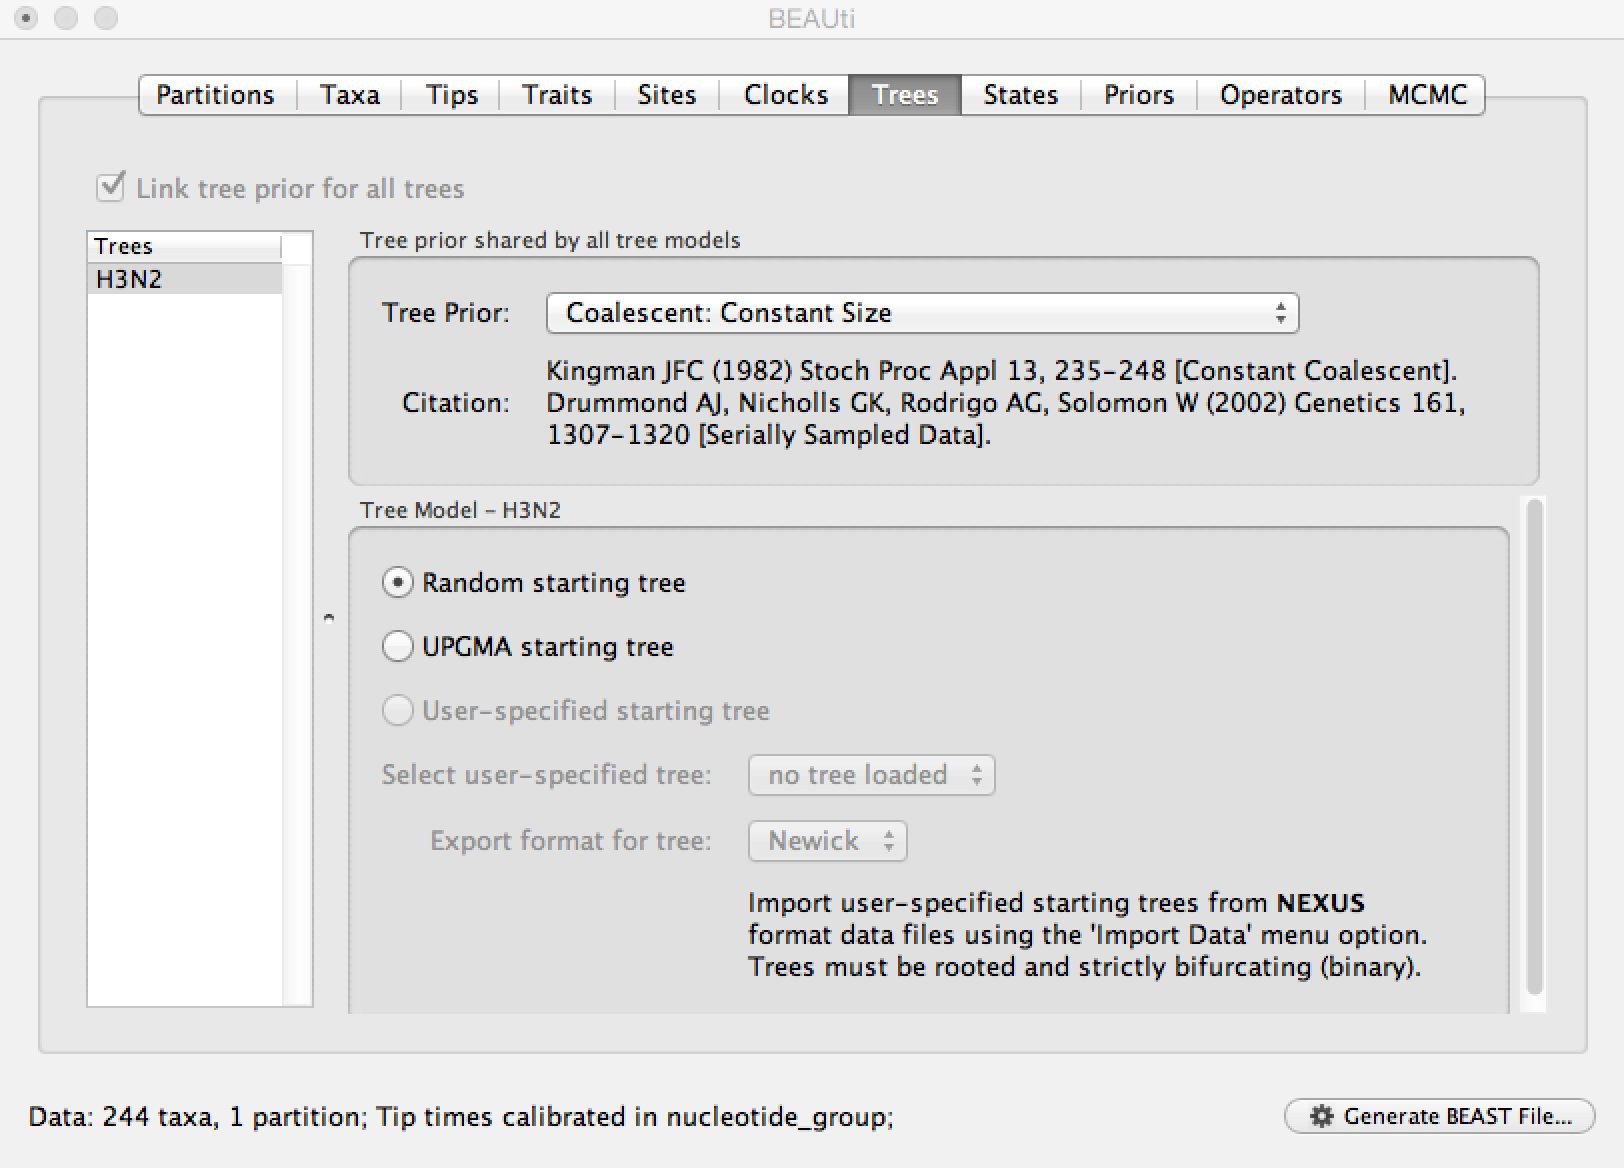 BEAUti
Partitions Taxa Tips Traits Sites Clocks Trees States Priors Operators MCMC
Link tree prior for all trees
Trees
H3N2
Tree prior shared by all tree models
Tree Prior: Coalescent: Constant Size
Citation: Kingman JFC (1982) Stoch Proc Appl 13, 235-248 [Constant Coalescent].
Drummond AJ, Nicholls GK, Rodrigo AG, Solomon W (2002) Genetics 161,
1307-1320 [Serially Sampled Data].
Tree Model - H3N2
Random starting tree
UPGMA starting tree
User-specified starting tree
Select user-specified tree: no tree loaded
Export format for tree: Newick
Import user-specified starting trees from NEXUS
format data files using the 'Import Data' menu option.
Trees must be rooted and strictly bifurcating (binary).
Data: 244 taxa, 1 partition; Tip times calibrated in nucleotide_group;
Generate BEAST File...